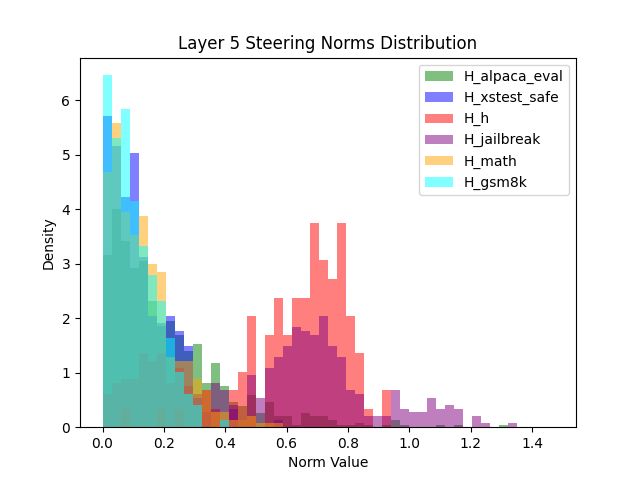 Layer 5 Steering Norms Distribution
H_alpaca_eval
H_xstest_safe
H_h
H_jailbreak
H_math
H_gsm8k
Density
6
5
4
3
2
1
0
0.0 0.2 0.4 0.6 0.8 1.0 1.2 1.4
Norm Value